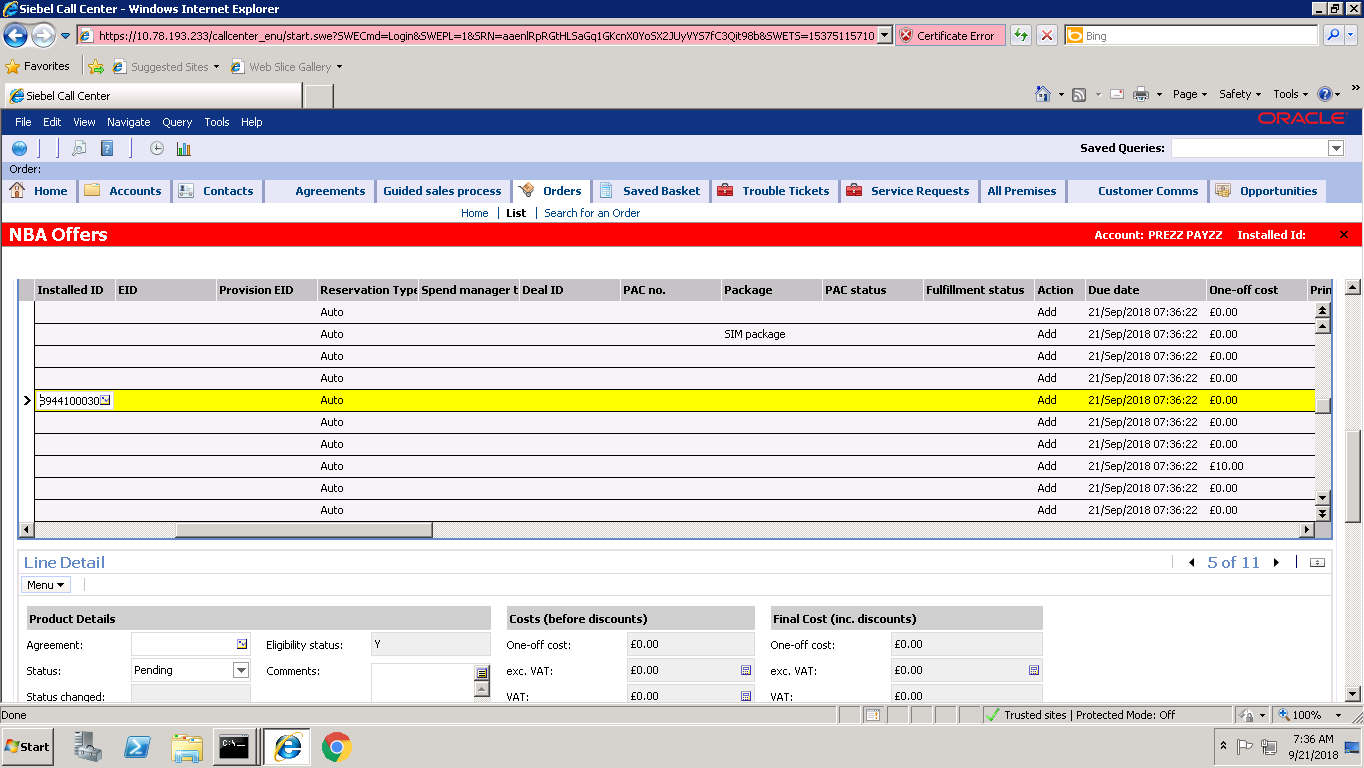 Siebel Call Center - Windows Internet Explorer
https://10.78.193.233/callcenter_enu/start.swe?SWECmd=Login&SWEPL=1&SRN= Certificate Error Bing
Favorites Suggested Sites Web Slice Gallery
Siebel Call Center Page Safety Tools
File Edit View Navigate Query Tools Help ORACLE
Saved Queries:
Order:
Home Accounts Contacts Agreements Guided sales process Orders Saved Basket Trouble Tickets Service Requests All Premises Customer Comms Opportunities
Home List Search for an Order
NBA Offers Account: PREZZ PAYZZ Installed Id:
Installed ID EID Provision EID Reservation Type Spend manager t Deal ID PAC no. Package PAC status Fulfillment status Action Due date One-off cost Prin
Auto Add 21/Sep/2018 07:36:22 £0.00
Auto SIM package Add 21/Sep/2018 07:36:22 £0.00
Auto Add 21/Sep/2018 07:36:22 £0.00
Auto Add 21/Sep/2018 07:36:22 £0.00
3944100030 Auto Add 21/Sep/2018 07:36:22 £0.00
Auto Add 21/Sep/2018 07:36:22 £0.00
Auto Add 21/Sep/2018 07:36:22 £0.00
Auto Add 21/Sep/2018 07:36:22 £10.00
Auto Add 21/Sep/2018 07:36:22 £0.00
Auto Add 21/Sep/2018 07:36:22 £0.00
Line Detail 5 of 11
Menu
Product Details Costs (before discounts) Final Cost (inc. discounts)
Agreement: Eligibility status: Y One-off cost: £0.00 One-off cost: £0.00
Status: Pending Comments: exc. VAT: £0.00 exc. VAT: £0.00
Status changed: VAT: £0.00 VAT: £0.00
Done Trusted sites | Protected Mode: Off 100%
Start 7:36 AM
9/21/2018